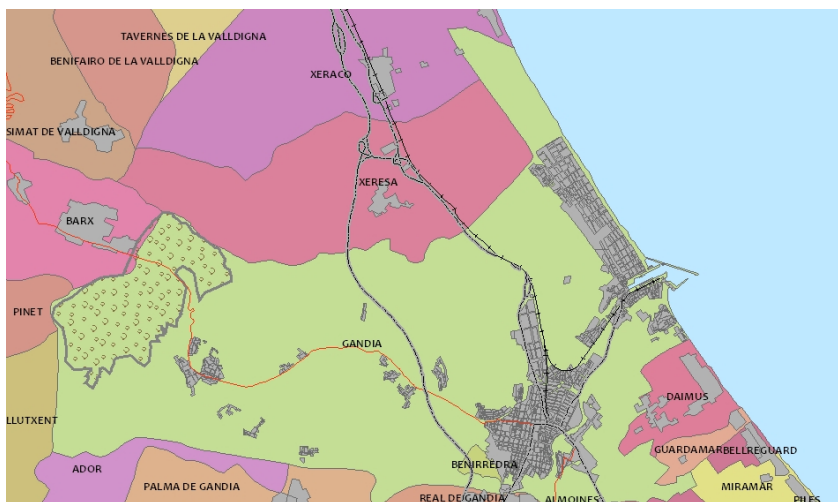 TAVERNES DE LA VALLDIGNA
BENIFAIRO DE LA VALLDIGNA
XERACO
SIMAT DE VALLDIGNA
XERESA
BARX
PINET
GANDIA
LLUTXENT
DAIMUS
GUARDAMAR
BELLREGUARD
BENIRREDRA
ADOR
PALMA DE GANDIA
MIRAMAR
REAL DE GANDIA
ALMOINES
PILES